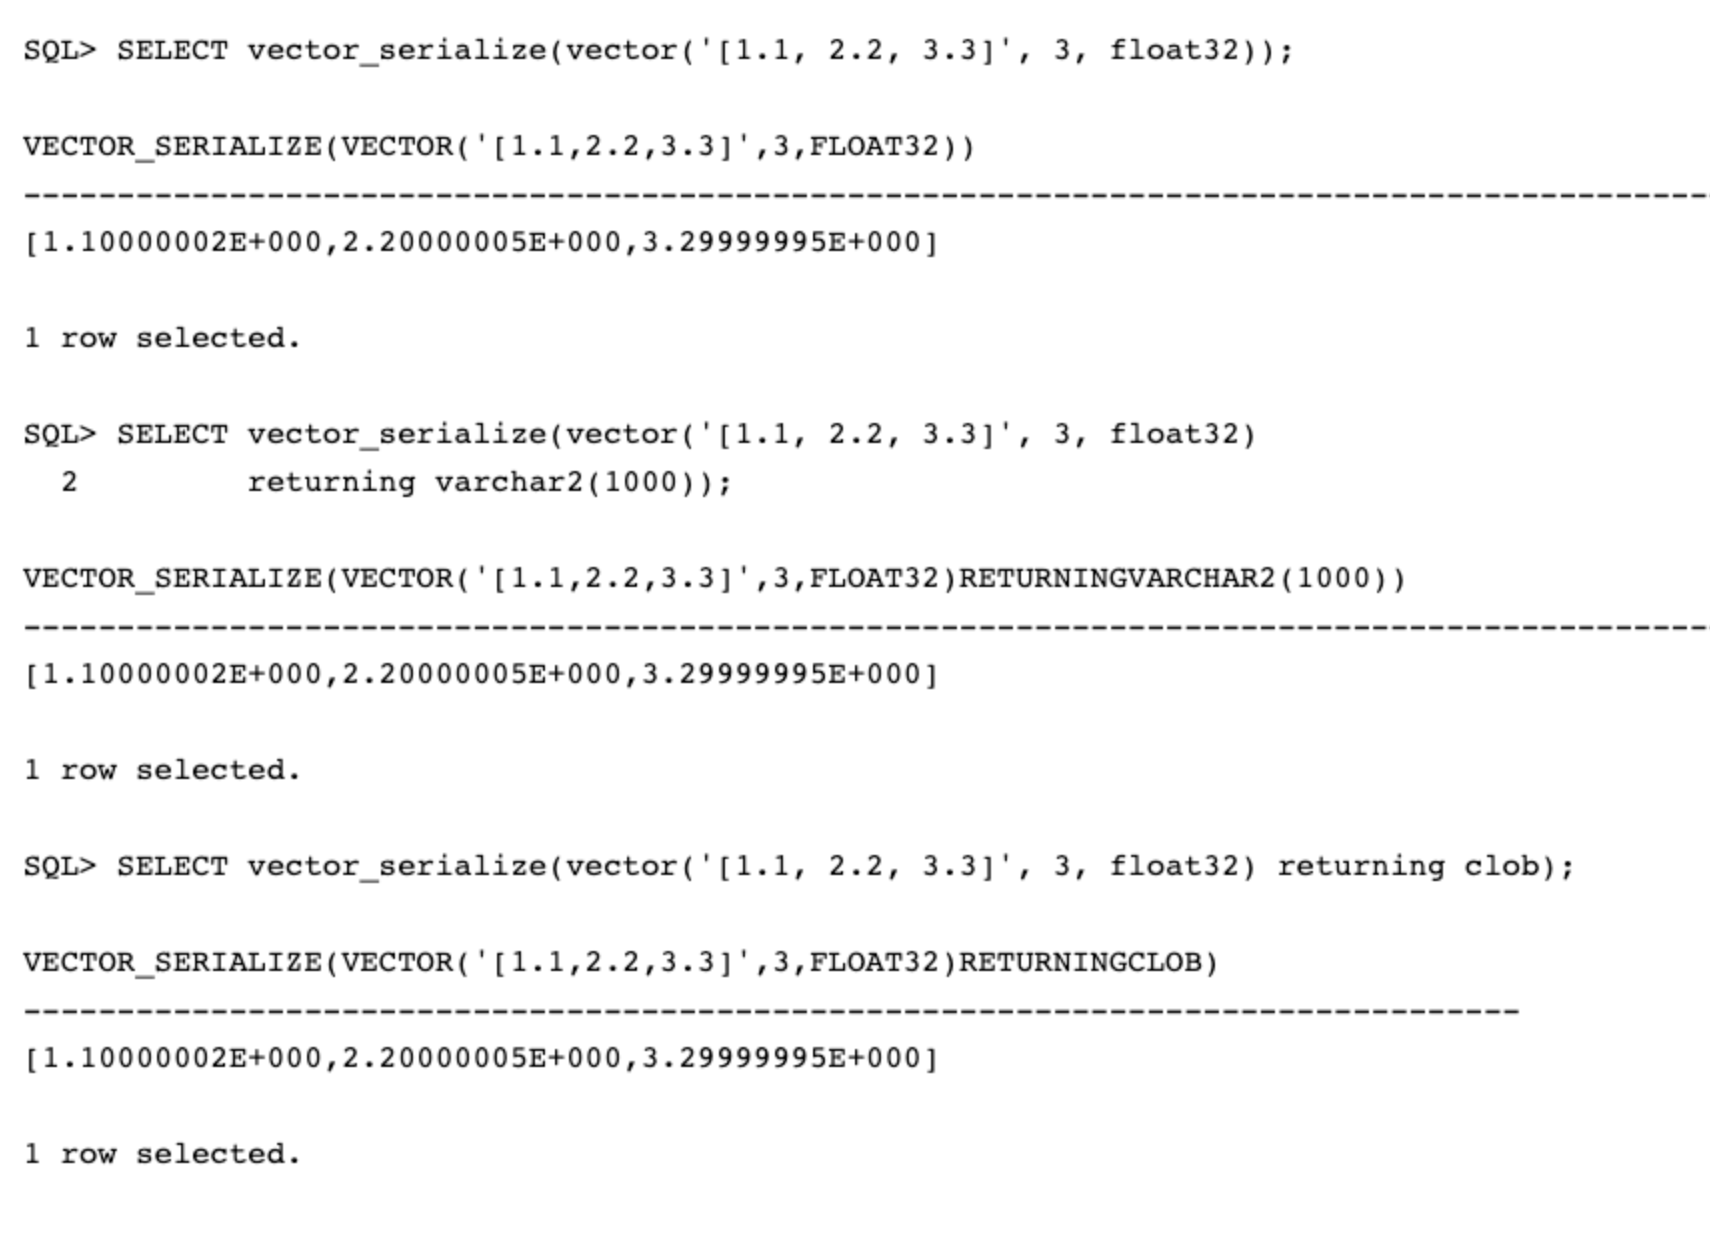 SQL> SELECT vector_serialize(vector('[1.1, 2.2, 3.3]', 3, float32));
VECTOR_SERIALIZE(VECTOR('[1.1,2.2,3.3]',3,FLOAT32))
--------------------------------------------------------------------------------------------
[1.10000002E+000,2.20000005E+000,3.29999995E+000]
1 row selected.
SQL> SELECT vector_serialize(vector('[1.1, 2.2, 3.3]', 3, float32)
  2         returning varchar2(1000));
VECTOR_SERIALIZE(VECTOR('[1.1,2.2,3.3]',3,FLOAT32)RETURNINGVARCHAR2(1000))
--------------------------------------------------------------------------------------------
[1.10000002E+000,2.20000005E+000,3.29999995E+000]
1 row selected.
SQL> SELECT vector_serialize(vector('[1.1, 2.2, 3.3]', 3, float32) returning clob);
VECTOR_SERIALIZE(VECTOR('[1.1,2.2,3.3]',3,FLOAT32)RETURNINGCLOB)
--------------------------------------------------------------------------------
[1.10000002E+000,2.20000005E+000,3.29999995E+000]
1 row selected.